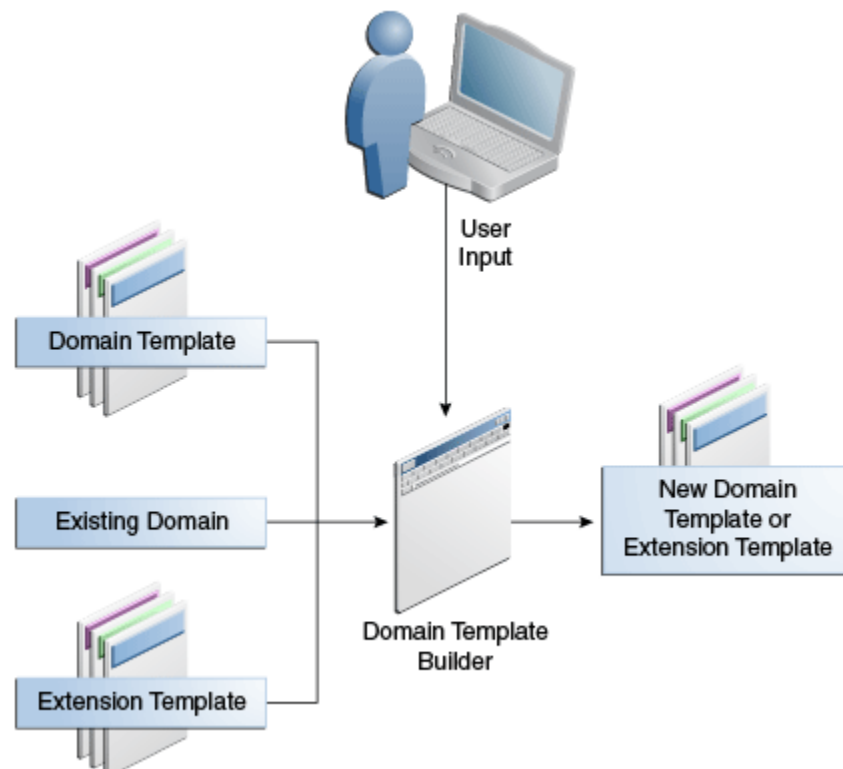 User
Input
Domain Template
Existing Domain
Extension Template
Domain Template
Builder
New Domain
Template or
Extension Template